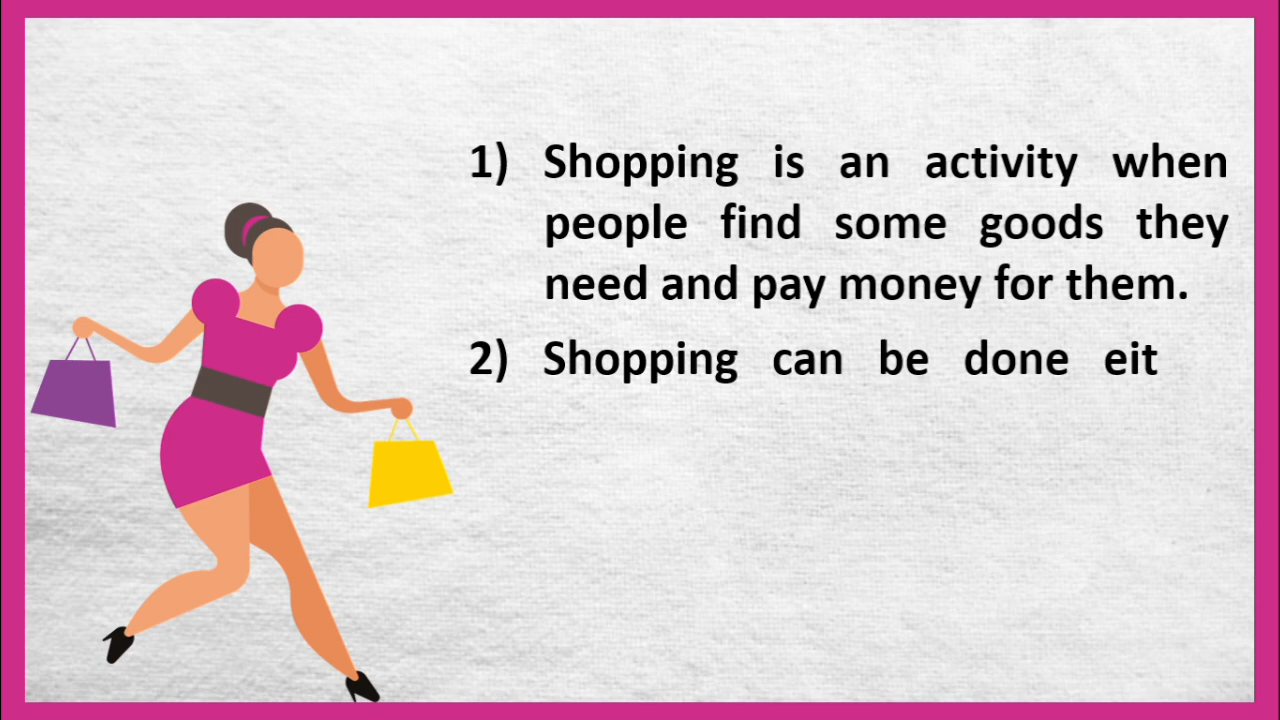 1) Shopping is an activity when
people find some goods they
need and pay money for them.
2) Shopping can be done eit